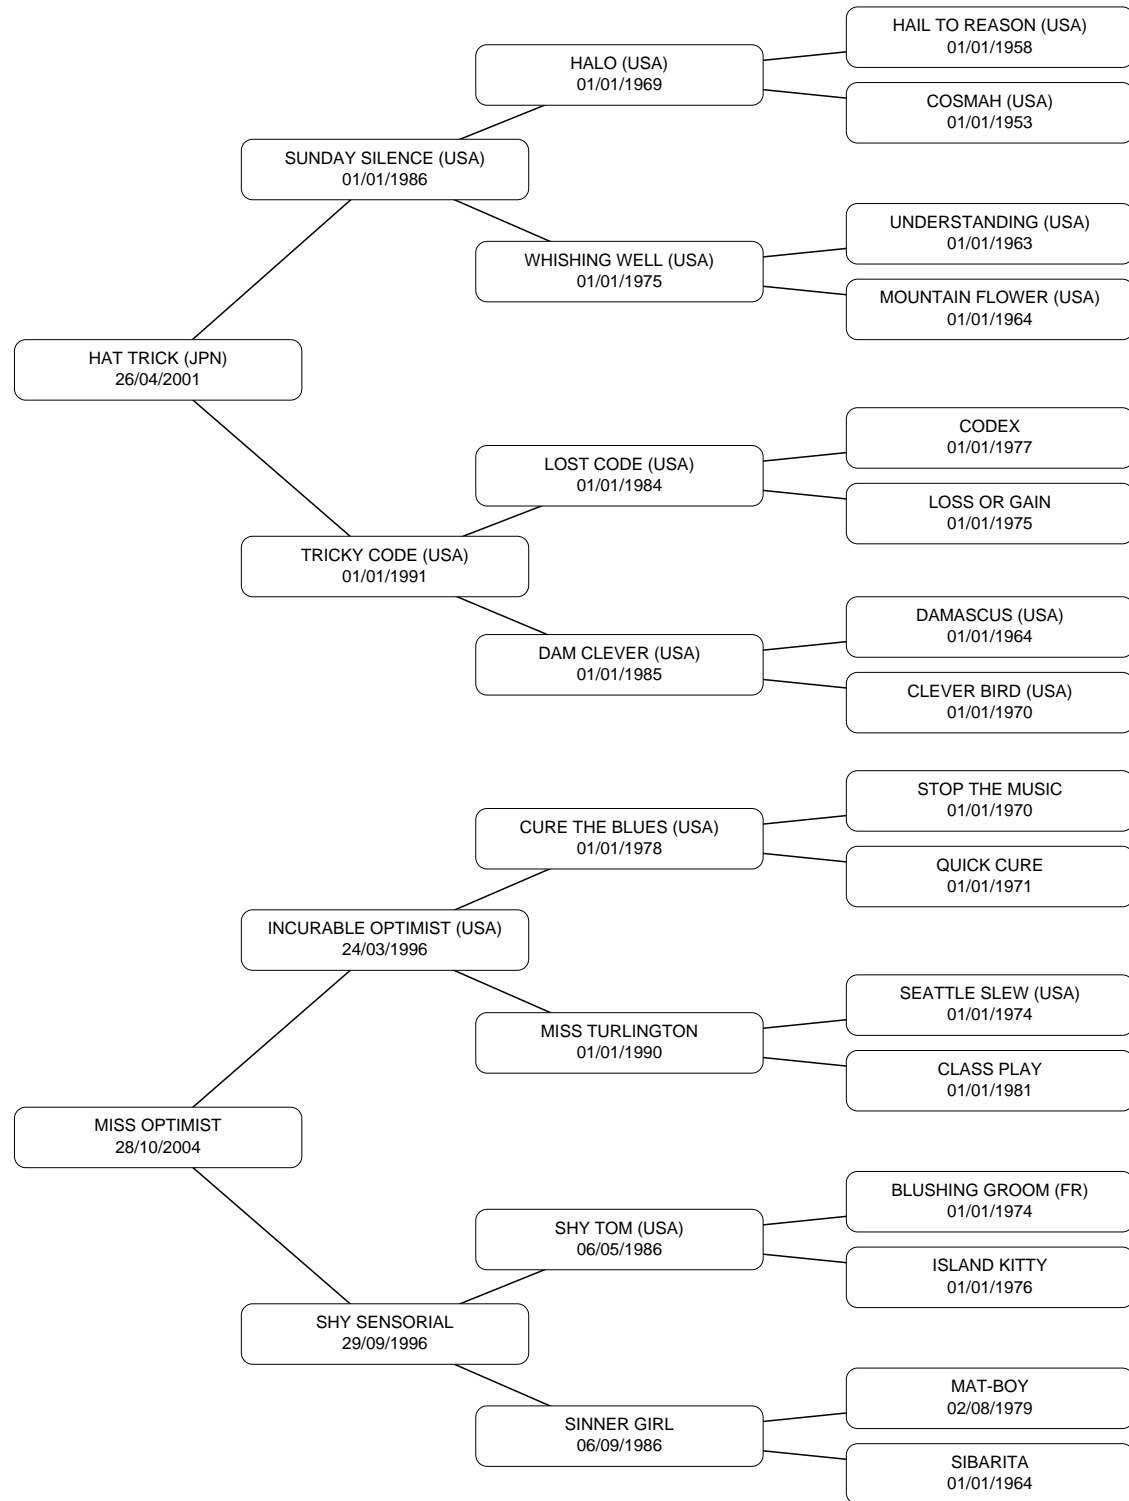 HAIL TO REASON (USA)
01/01/1958
HALO (USA)
01/01/1969
COSMAH (USA)
01/01/1953
SUNDAY SILENCE (USA)
01/01/1986
UNDERSTANDING (USA)
01/01/1963
WHISHING WELL (USA)
01/01/1975
MOUNTAIN FLOWER (USA)
01/01/1964
HAT TRICK (JPN)
26/04/2001
CODEX
01/01/1977
LOST CODE (USA)
01/01/1984
LOSS OR GAIN
01/01/1975
TRICKY CODE (USA)
01/01/1991
DAMASCUS (USA)
01/01/1964
DAM CLEVER (USA)
01/01/1985
CLEVER BIRD (USA)
01/01/1970
STOP THE MUSIC
01/01/1970
CURE THE BLUES (USA)
01/01/1978
QUICK CURE
01/01/1971
INCURABLE OPTIMIST (USA)
24/03/1996
SEATTLE SLEW (USA)
01/01/1974
MISS TURLINGTON
01/01/1990
CLASS PLAY
01/01/1981
MISS OPTIMIST
28/10/2004
BLUSHING GROOM (FR)
01/01/1974
SHY TOM (USA)
06/05/1986
ISLAND KITTY
01/01/1976
SHY SENSORIAL
29/09/1996
MAT-BOY
02/08/1979
SINNER GIRL
06/09/1986
SIBARITA
01/01/1964